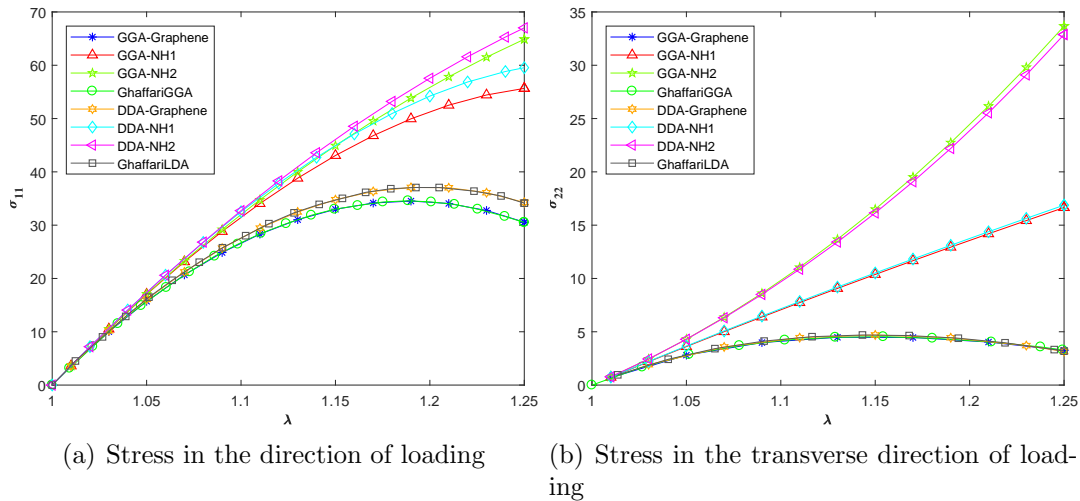 70
60
50
40
30
20
10
0
σ11
GGA-Graphene
GGA-NH1
GGA-NH2
GhaffariGGA
DDA-Graphene
DDA-NH1
DDA-NH2
GhaffariLDA
1
1.05
1.1
1.15
1.2
1.25
λ
(a) Stress in the direction of loading
35
30
25
20
15
10
5
0
σ22
GGA-Graphene
GGA-NH1
GGA-NH2
GhaffariGGA
DDA-Graphene
DDA-NH1
DDA-NH2
GhaffariLDA
1
1.05
1.1
1.15
1.2
1.25
λ
(b) Stress in the transverse direction of load-
ing